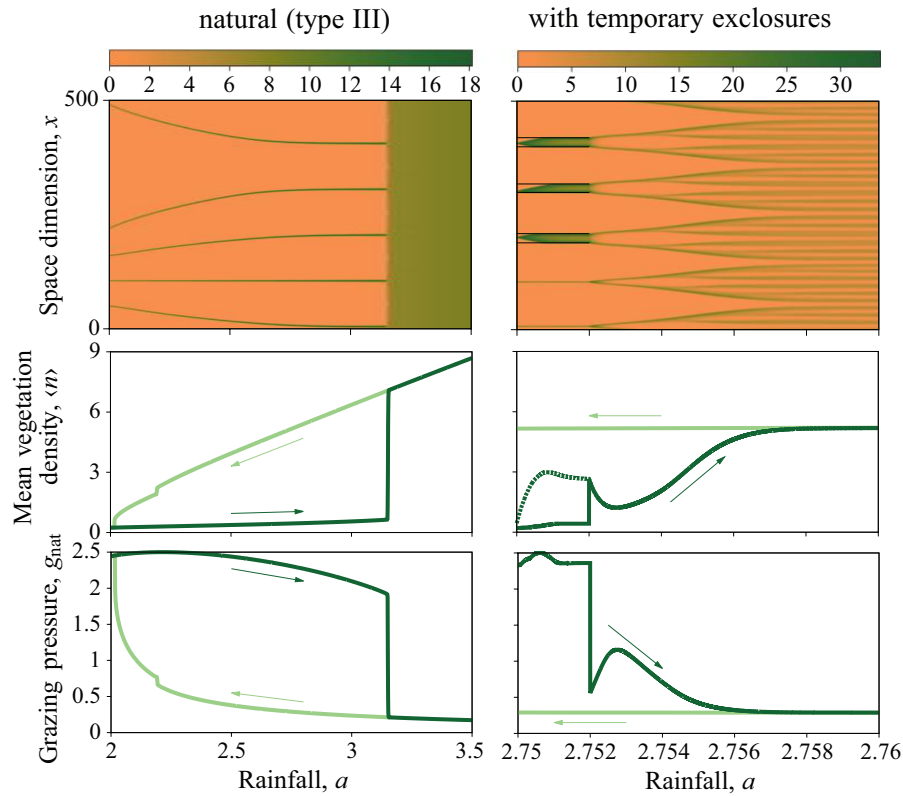 natural (type III)
with temporary exclosures
0 2 4 6 8 10 12 14 16 18
0 5 10 15 20 25 30
500
Space dimension, x
0
9
6
3
0
Mean vegetation
density, ⟨n⟩
2.5
2
1.5
1
0.5
0
Grazing pressure, gnat
2 2.5 3 3.5
2.75 2.752 2.754 2.756 2.758 2.76
Rainfall, a
Rainfall, a